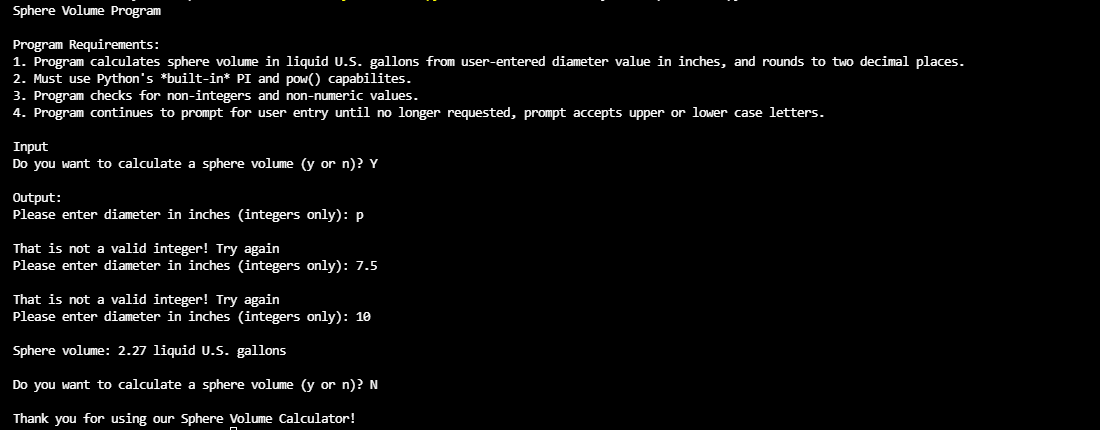 Sphere Volume Program
Program Requirements:
1. Program calculates sphere volume in liquid U.S. gallons from user-entered diameter value in inches, and rounds to two decimal places.
2. Must use Python's *built-in* PI and pow() capabilites.
3. Program checks for non-integers and non-numeric values.
4. Program continues to prompt for user entry until no longer requested, prompt accepts upper or lower case letters.
Input
Do you want to calculate a sphere volume (y or n)? Y
Output:
Please enter diameter in inches (integers only): p
That is not a valid integer! Try again
Please enter diameter in inches (integers only): 7.5
That is not a valid integer! Try again
Please enter diameter in inches (integers only): 10
Sphere volume: 2.27 liquid U.S. gallons
Do you want to calculate a sphere volume (y or n)? N
Thank you for using our Sphere Volume Calculator!